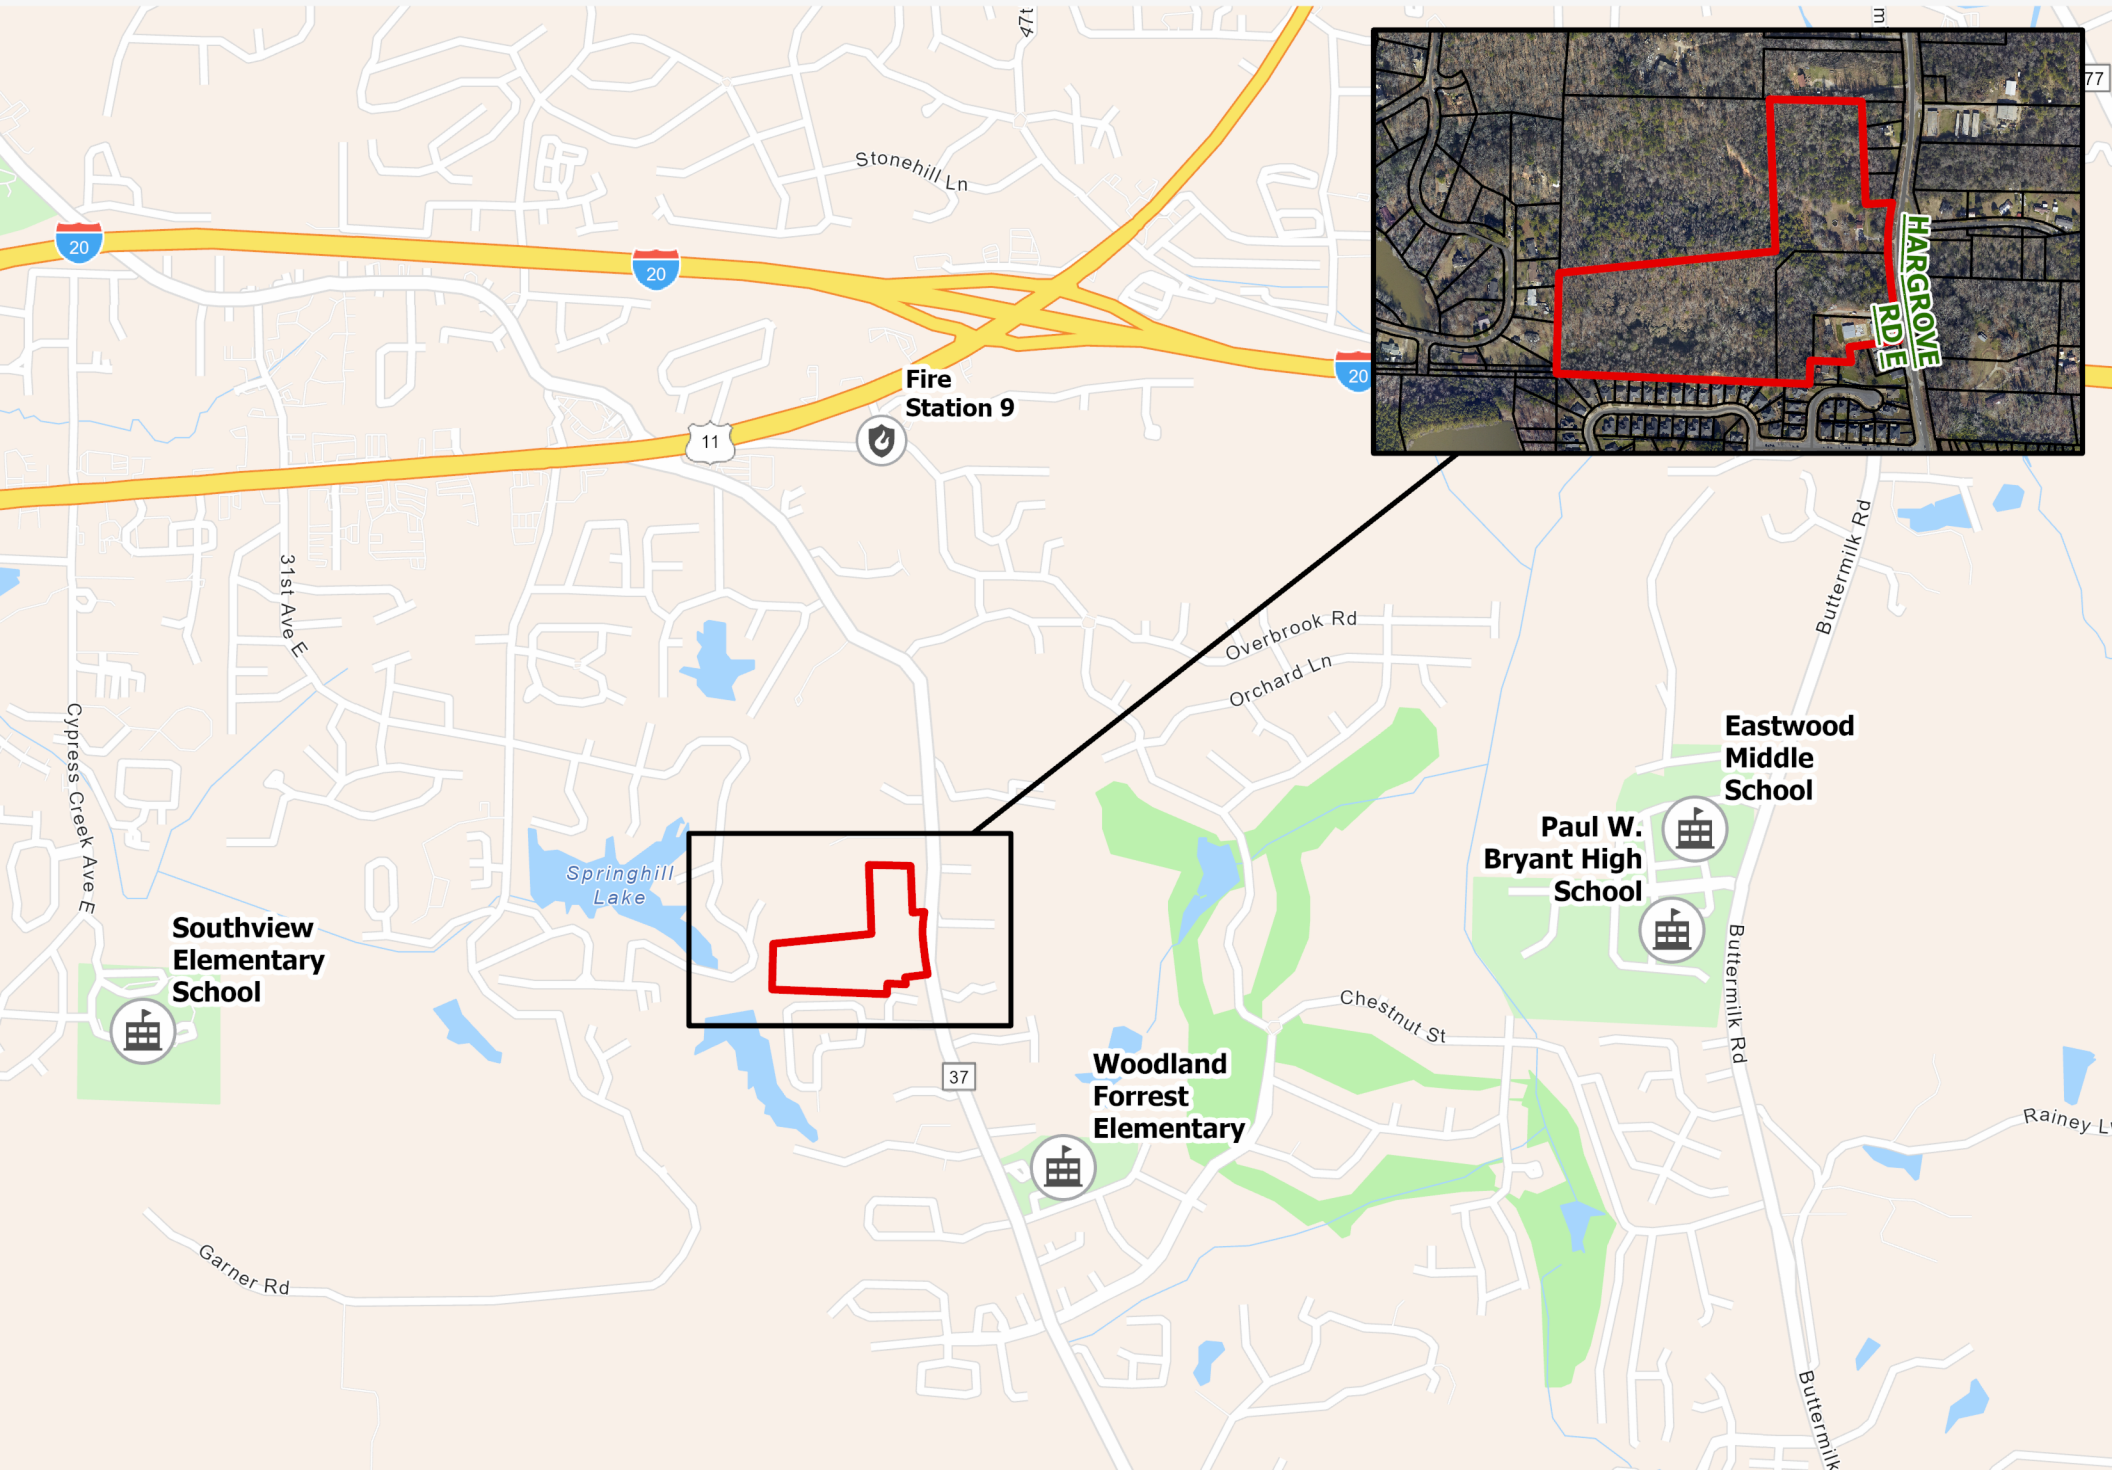 47t
m
77
Stonehill Ln
20
20
20
HARGROVE
RD E
Fire
Station 9
11
31st Ave E
Buttermilk Rd
Overbrook Rd
Orchard Ln
Cypress Creek Ave E
Eastwood
Middle
School
Paul W.
Bryant High
School
Springhill
Lake
Southview
Elementary
School
Buttermilk Rd
Chestnut St
37
Woodland
Forrest
Elementary
Rainey L
Garner Rd
Buttermilk